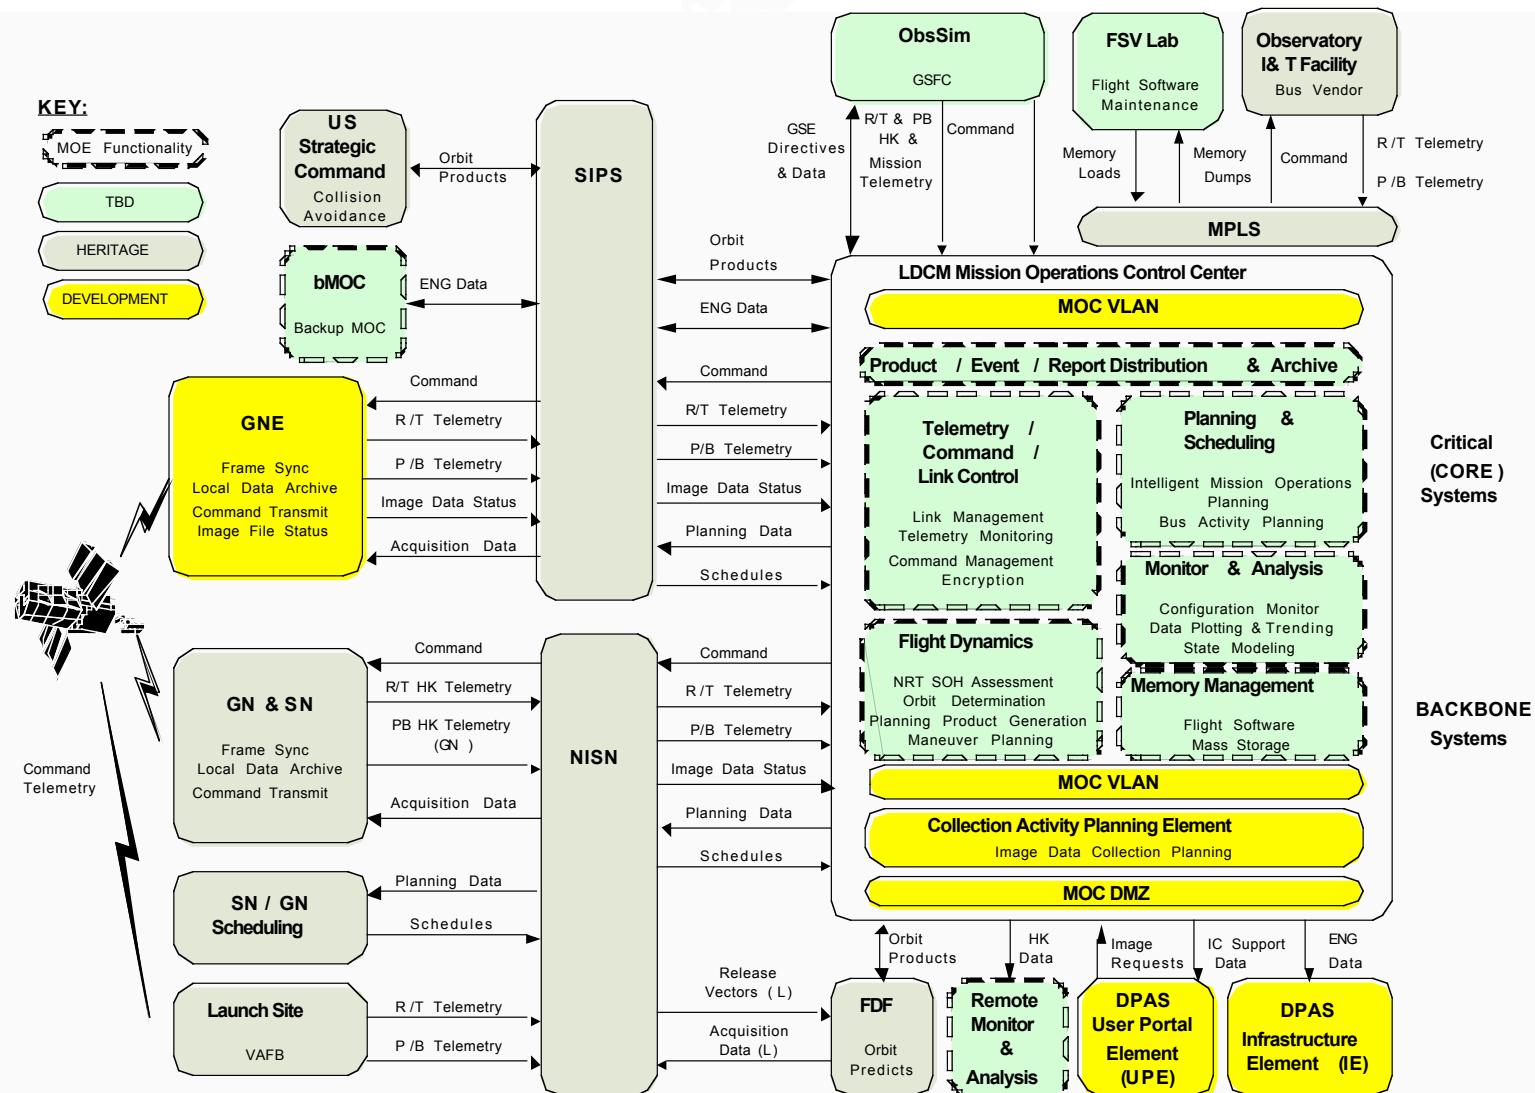 KEY:
MOE Functionality
TBD
HERITAGE
DEVELOPMENT
US
Strategic
Command
Collision
Avoidance
Orbit
Products
bMOC
Backup MOC
ENG Data
SIPS
GNE
Frame Sync
Local Data Archive
Command Transmit
Image File Status
Command
R/T Telemetry
P/B Telemetry
Image Data Status
Acquisition Data
GN & SN
Frame Sync
Local Data Archive
Command Transmit
Command
R/T HK Telemetry
PB HK Telemetry
(GN)
Acquisition Data
SN / GN
Scheduling
Planning Data
Schedules
Launch Site
VAFB
R/T Telemetry
P/B Telemetry
Command
Telemetry
NISN
ObsSim
GSFC
GSE
Directives
& Data
R/T & PB
HK &
Mission
Telemetry
Command
FSV Lab
Flight Software
Maintenance
Observatory
I& T Facility
Bus Vendor
Memory
Loads
Memory
Dumps
Command
R/T Telemetry
P/B Telemetry
MPLS
Orbit
Products
ENG Data
Command
R/T Telemetry
P/B Telemetry
Image Data Status
Planning Data
Schedules
Command
R/T Telemetry
P/B Telemetry
Image Data Status
Planning Data
Schedules
Release
Vectors (L)
Acquisition
Data (L)
LDCM Mission Operations Control Center
MOC VLAN
Product / Event / Report Distribution & Archive
Telemetry /
Command /
Link Control
Link Management
Telemetry Monitoring
Command Management
Encryption
Planning &
Scheduling
Intelligent Mission Operations
Planning
Bus Activity Planning
Monitor & Analysis
Configuration Monitor
Data Plotting & Trending
State Modeling
Flight Dynamics
NRT SOH Assessment
Orbit Determination
Planning Product Generation
Maneuver Planning
Memory Management
Flight Software
Mass Storage
MOC VLAN
Collection Activity Planning Element
Image Data Collection Planning
MOC DMZ
Critical
(CORE)
Systems
BACKBONE
Systems
Orbit
Products
HK
Data
Image
Requests
IC Support
Data
ENG
Data
FDF
Orbit
Predicts
Remote
Monitor
&
Analysis
DPAS
User Portal
Element
(UPE)
DPAS
Infrastructure
Element (IE)